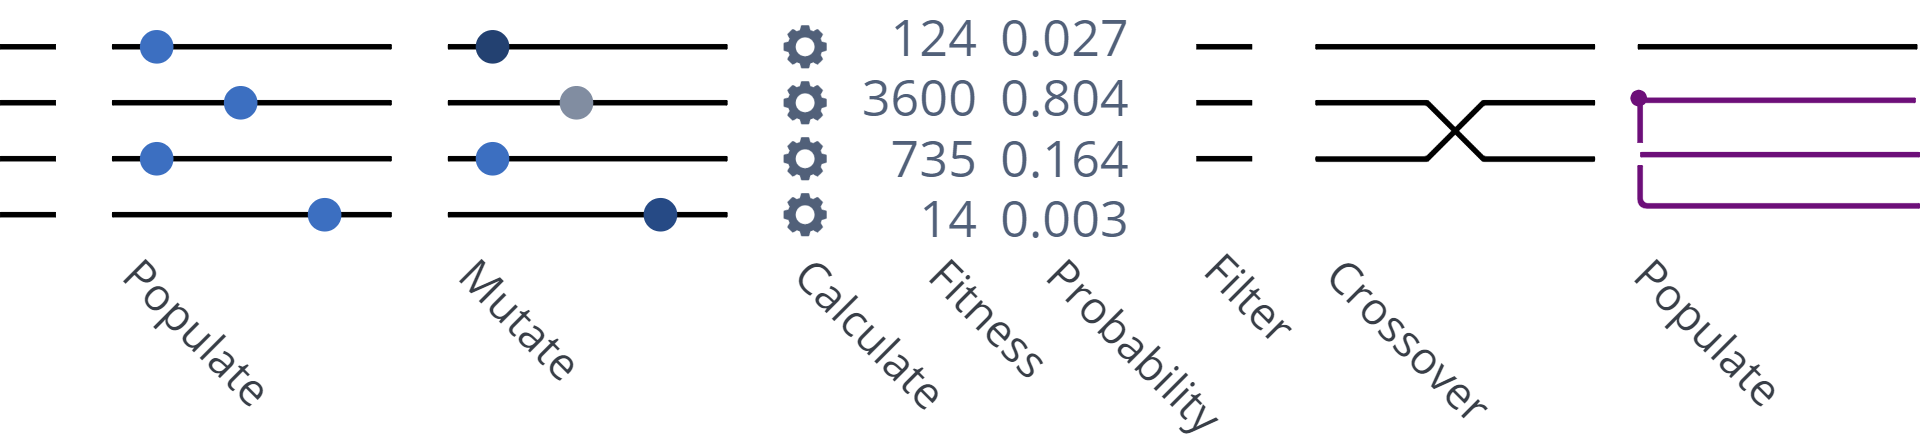 124 0.027
3600 0.804
735 0.164
14 0.003
Populate
Mutate
Calculate
Fitness
Probability
Filter
Crossover
Populate